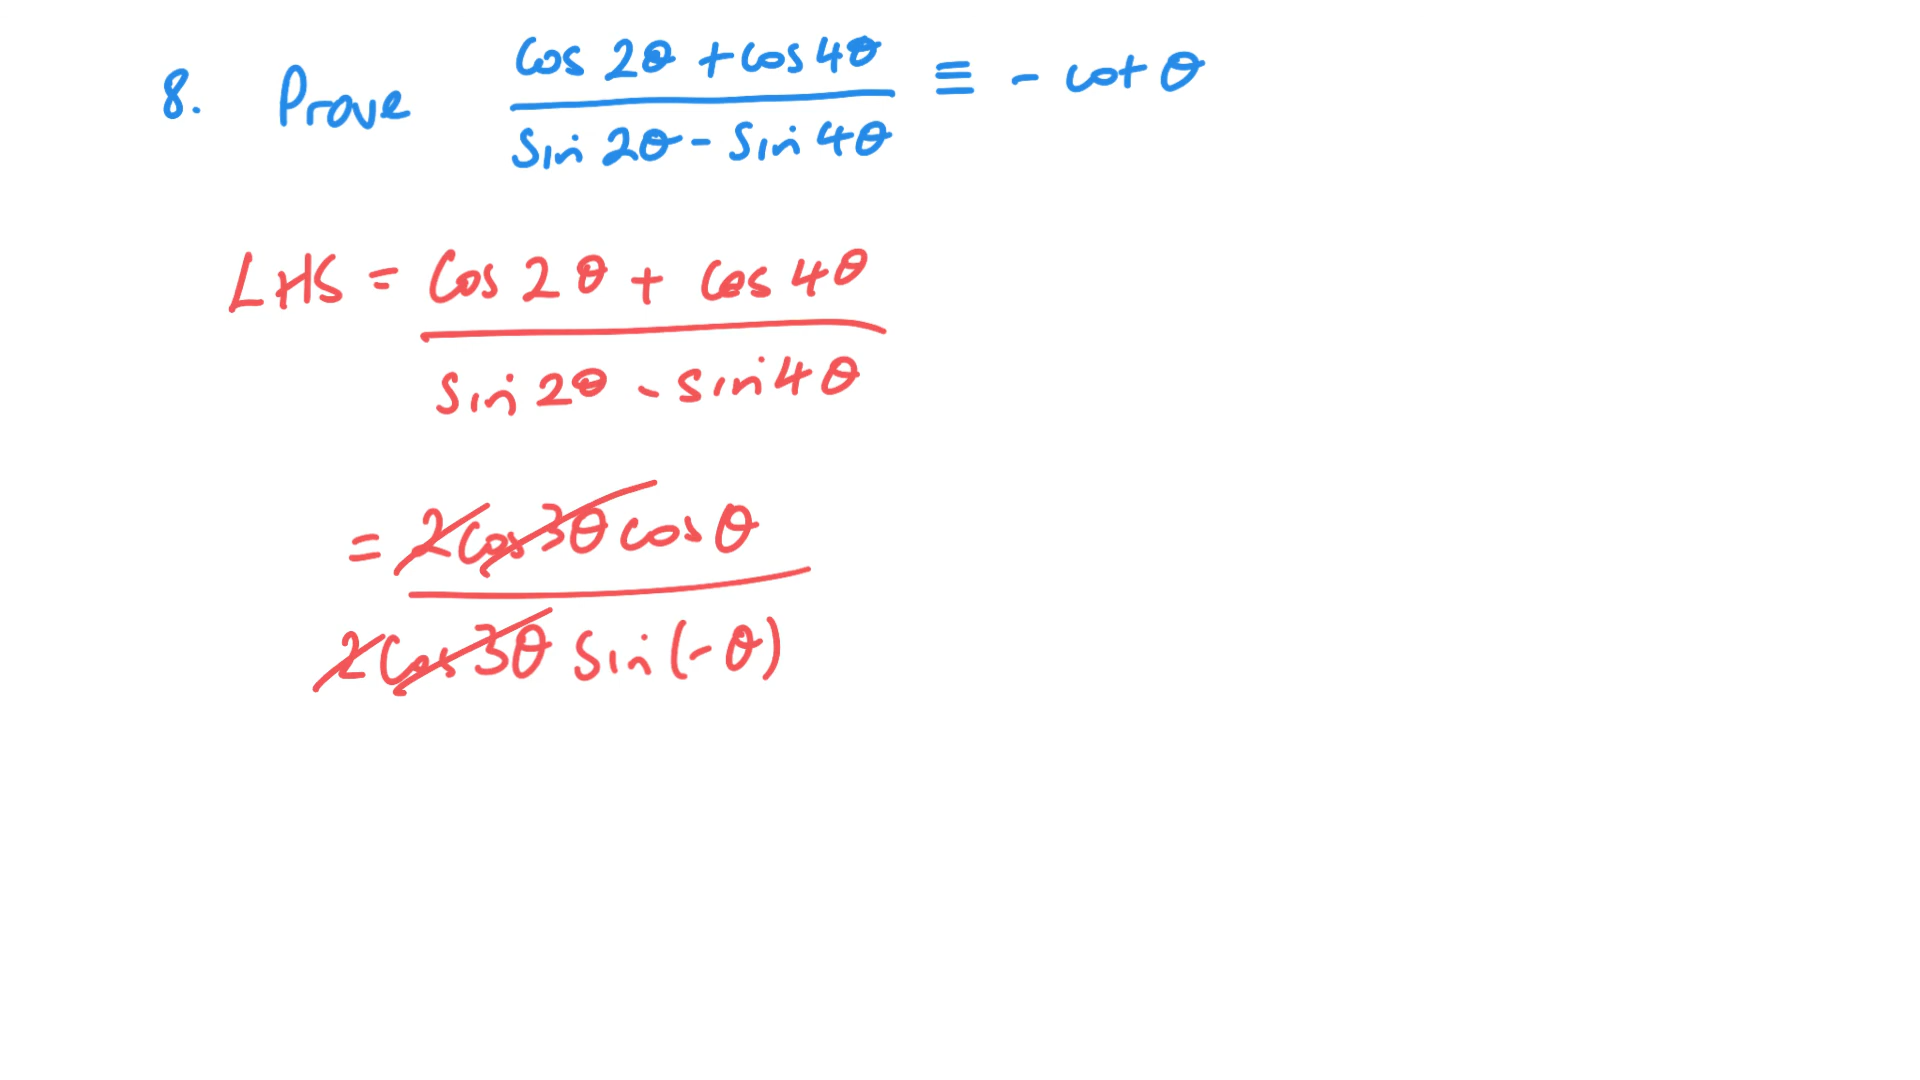 8. Prove cos 2θ + cos 4θ / sin 2θ - sin 4θ ≡ - cot θ
LHS = cos 2θ + cos 4θ
sin 2θ - sin 4θ
= 2cos 3θ cos θ
2cos 3θ sin(-θ)